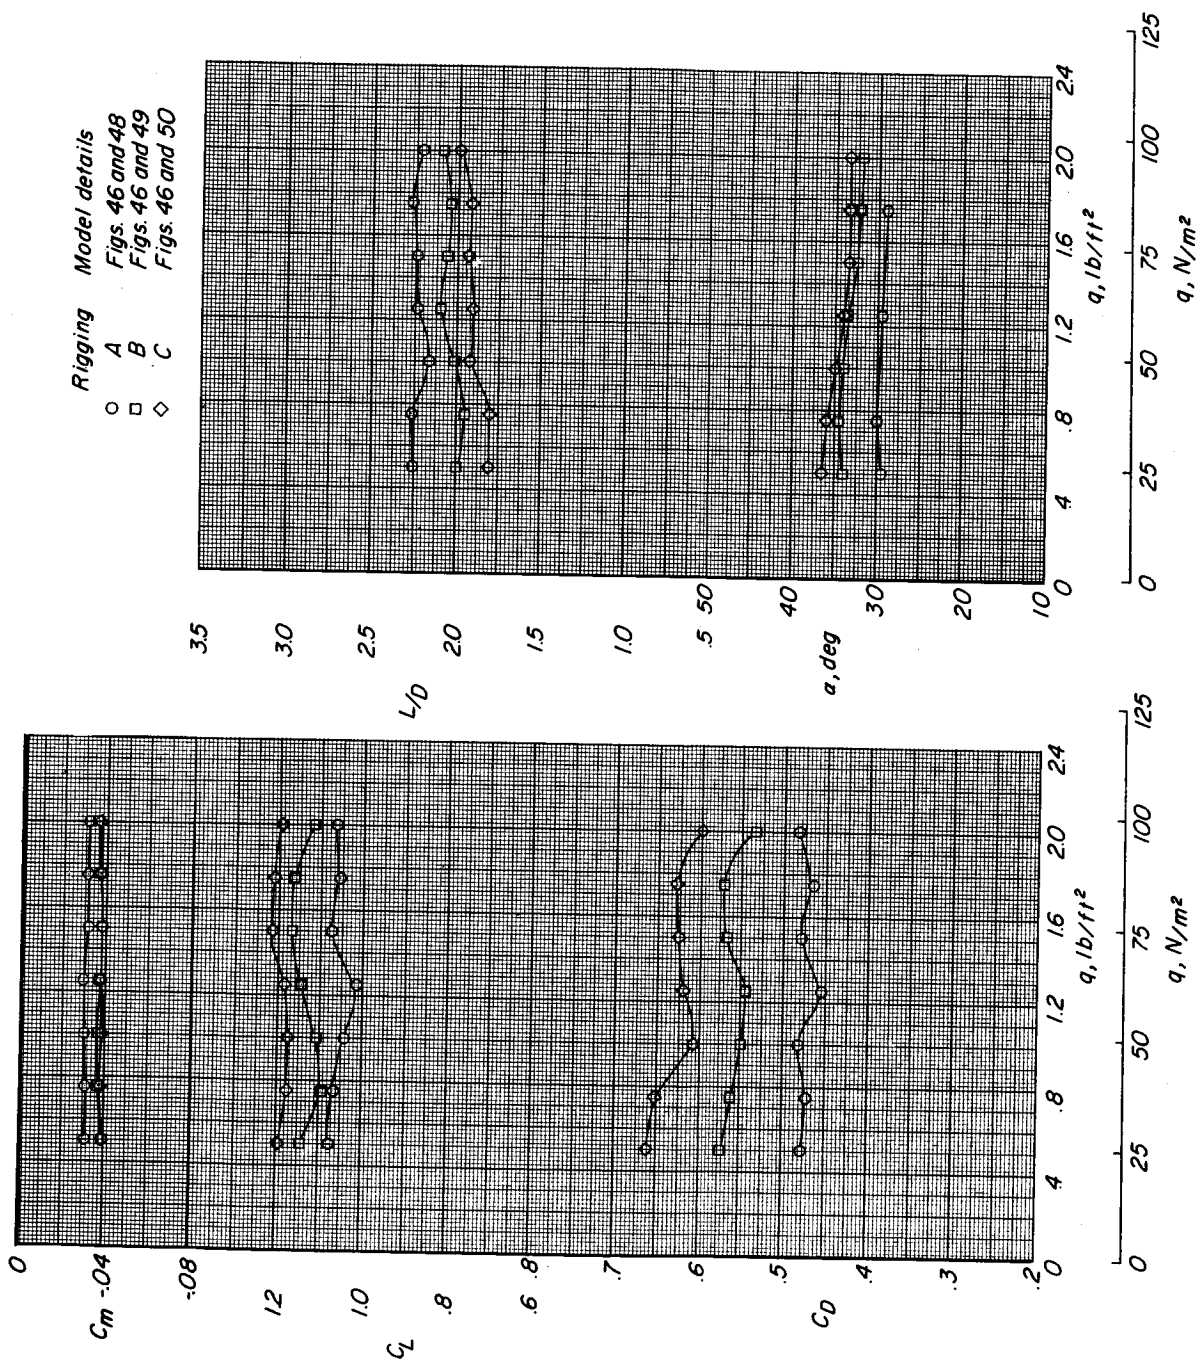 Rigging Model details
A Figs. 46 and 48
B Figs. 46 and 49
C Figs. 46 and 50
0
Cm -.04
-.08
1.2
1.0
CL
.8
.6
.7
.6
.5
CD
.4
.3
.2
0 .4 .8 1.2 1.6 2.0 2.4
q, lb/ft²
0 25 50 75 100 125
q, N/m²
3.5
3.0
2.5
L/D
2.0
1.5
1.0
.5
50
40
α, deg
30
20
10
0 .4 .8 1.2 1.6 2.0 2.4
q, lb/ft²
0 25 50 75 100 125
q, N/m²